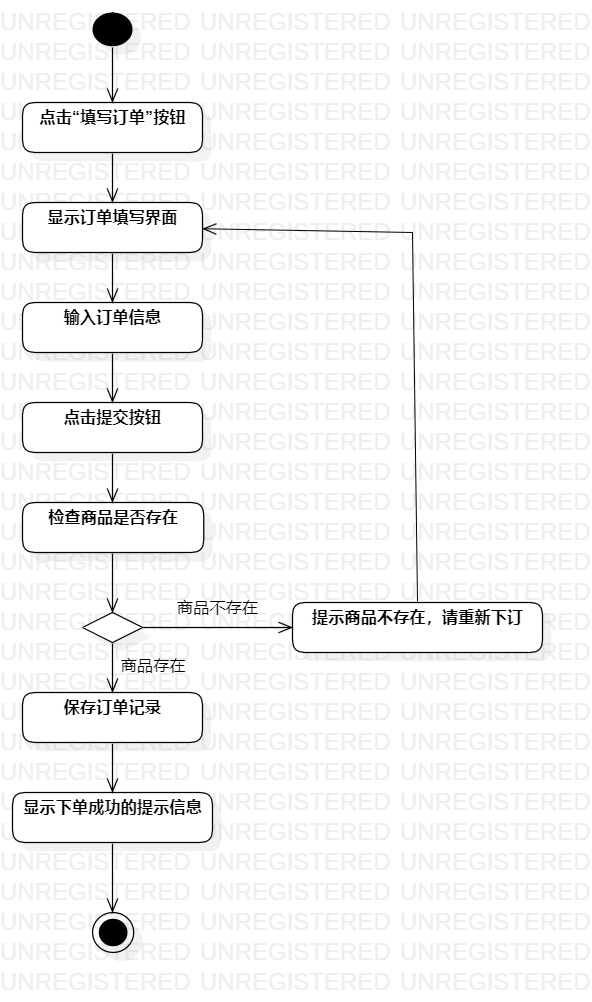 点击“填写订单”按钮
显示订单填写界面
输入订单信息
点击提交按钮
检查商品是否存在
商品不存在
提示商品不存在，请重新下订
商品存在
保存订单记录
显示下单成功的提示信息
UNREGISTERED